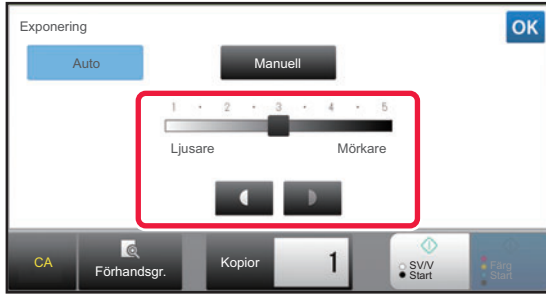 Exponering
OK
Auto
Manuell
1 · 2 · 3 · 4 · 5
Ljusare
Mörkare
CA
Förhandsgr.
Kopior
1
SV/V
Start
Färg
Start